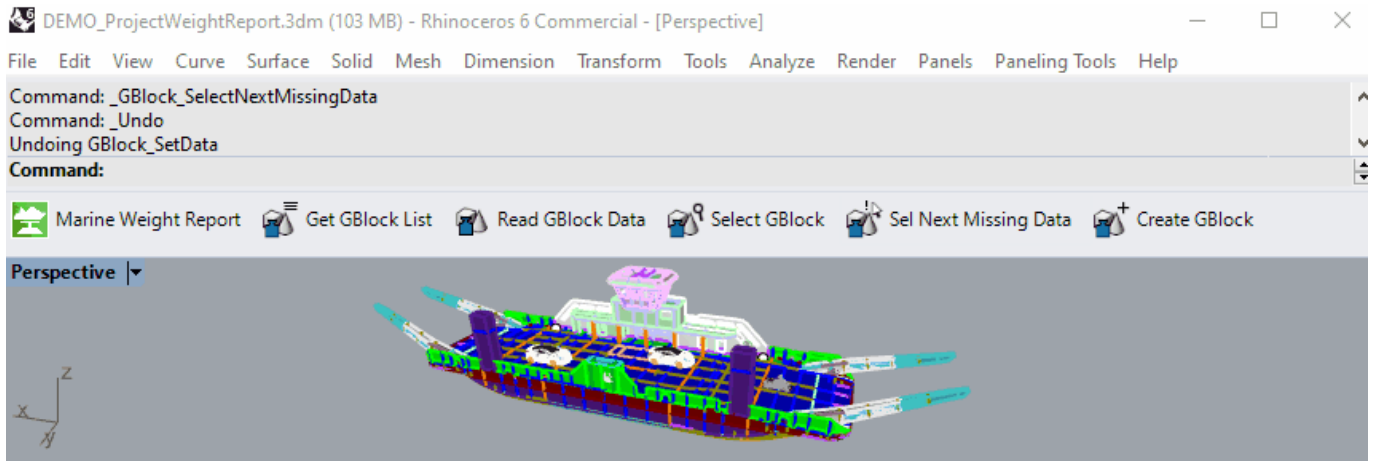 DEMO_ProjectWeightReport.3dm (103 MB) - Rhinoceros 6 Commercial - [Perspective]
File Edit View Curve Surface Solid Mesh Dimension Transform Tools Analyze Render Panels Paneling Tools Help
Command: _GBlock_SelectNextMissingData
Command: _Undo
Undoing GBlock_SetData
Command:
Marine Weight Report Get GBlock List Read GBlock Data Select GBlock Sel Next Missing Data Create GBlock
Perspective
z
x
y